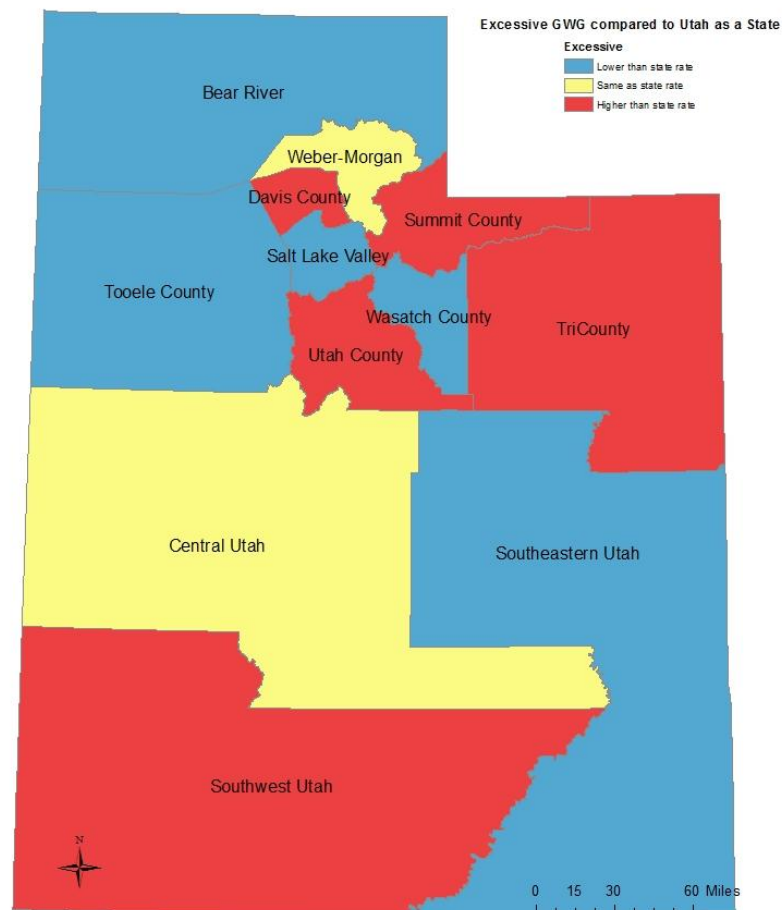 Excessive GWG compared to Utah as a State
Excessive
Lower than state rate
Same as state rate
Higher than state rate
Bear River
Weber-Morgan
Davis County
Summit County
Salt Lake Valley
Tooele County
Wasatch County
TriCounty
Utah County
Central Utah
Southeastern Utah
Southwest Utah
N
0 15 30 60 Miles